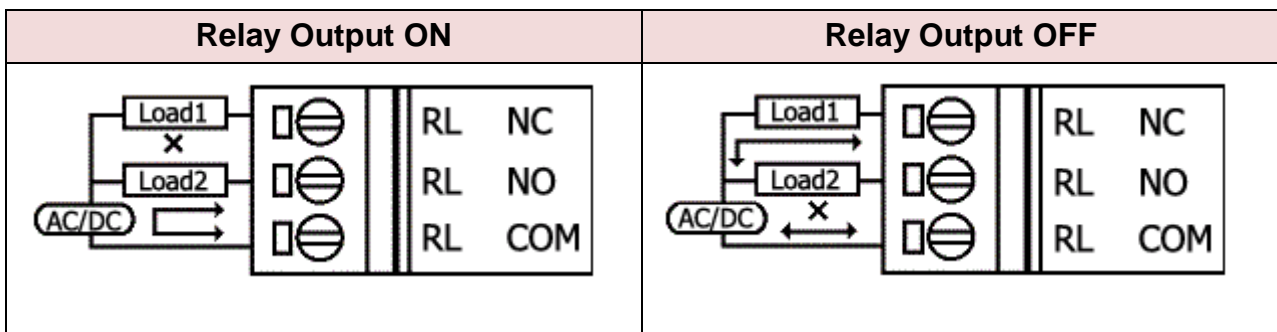 Relay Output ON
Relay Output OFF
Load1
RL NC
Load2
RL NO
AC/DC
RL COM
Load1
RL NC
Load2
RL NO
AC/DC
RL COM